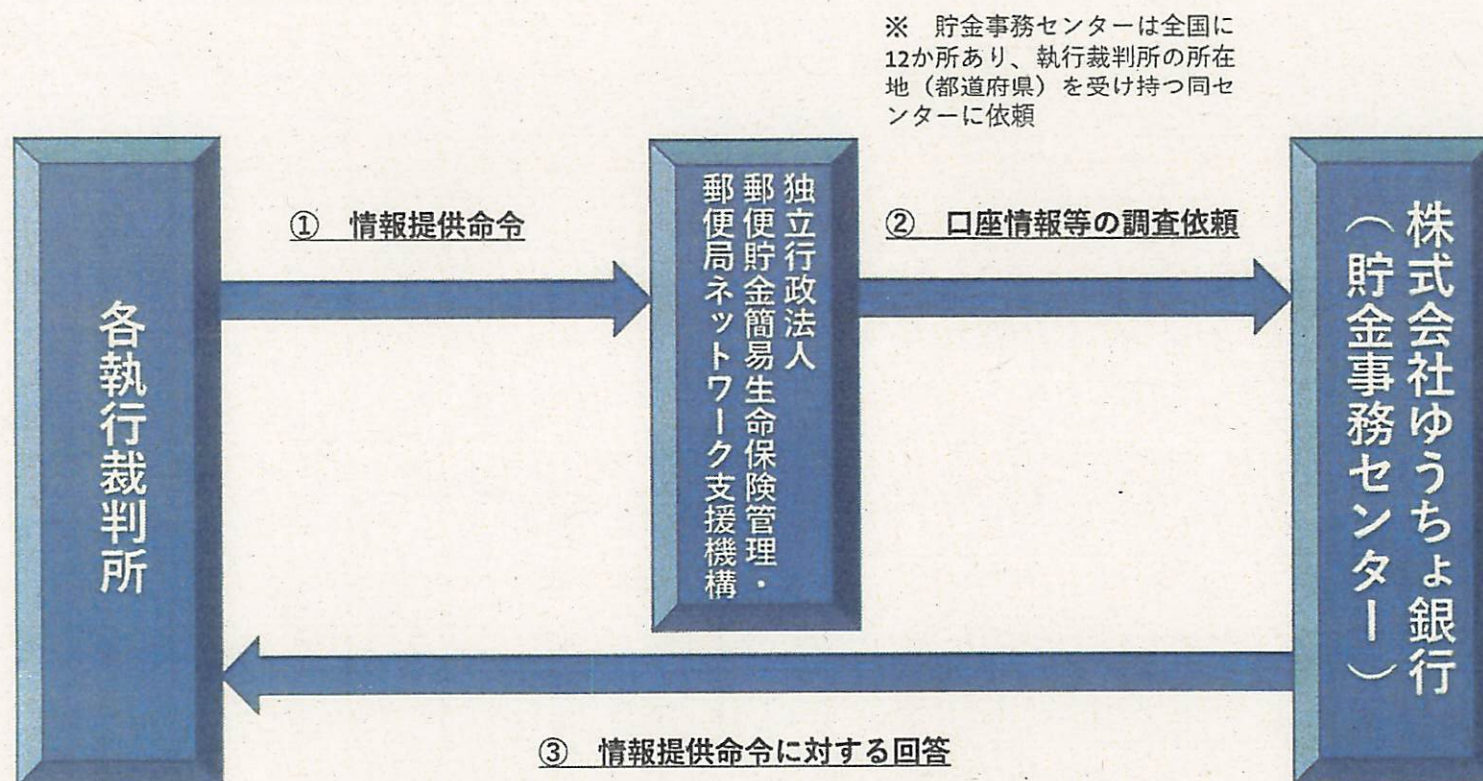 ※　貯金事務センターは全国に
12か所あり、執行裁判所の所在
地（都道府県）を受け持つ同セ
ンターに依頼
各執行裁判所
①　情報提供命令
独立行政法人
郵便貯金簡易生命保険管理・
郵便局ネットワーク支援機構
②　口座情報等の調査依頼
株式会社ゆうちょ銀行
（貯金事務センター）
③　情報提供命令に対する回答